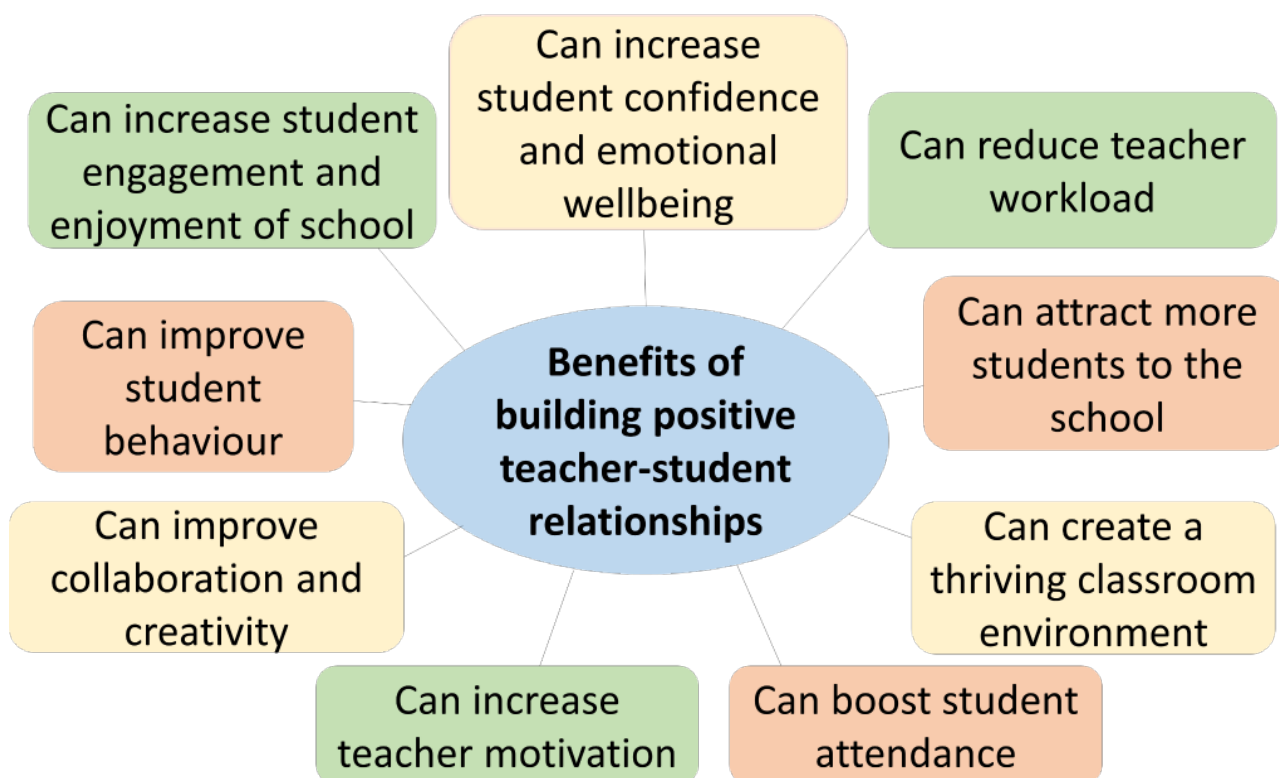 Can increase
student confidence
and emotional
wellbeing
Can increase student
engagement and
enjoyment of school
Can reduce teacher
workload
Can improve
student
behaviour
Benefits of
building positive
teacher-student
relationships
Can attract more
students to the
school
Can improve
collaboration and
creativity
Can create a
thriving classroom
environment
Can increase
teacher motivation
Can boost student
attendance